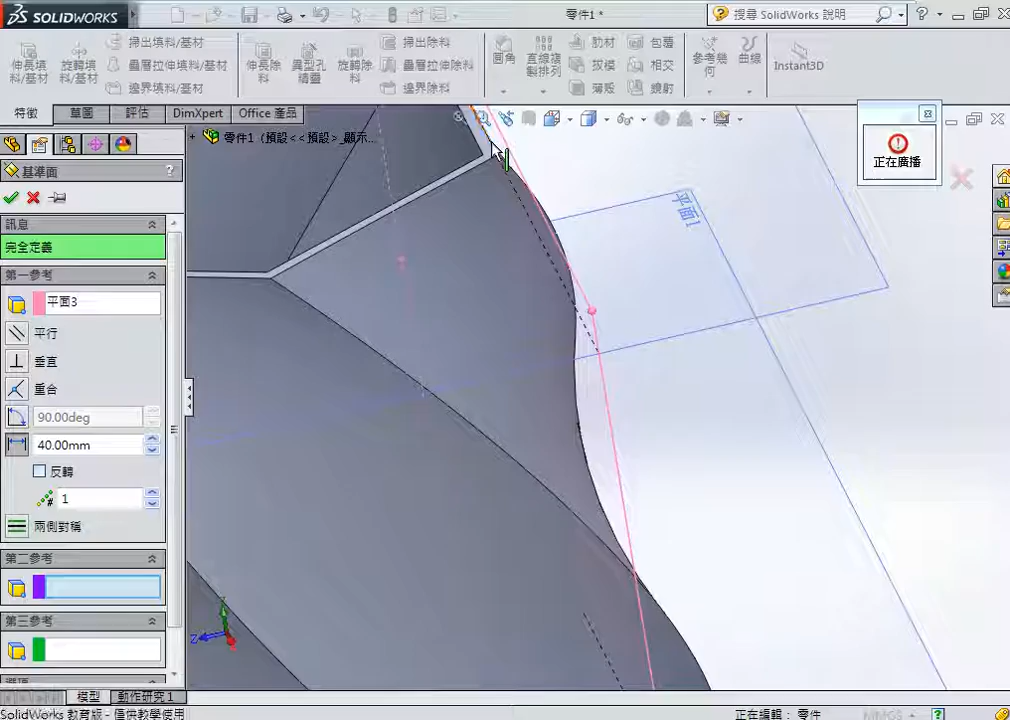 SOLIDWORKS
零件1 *
搜尋 SolidWorks 說明
伸長填料/基材
旋轉填料/基材
掃出填料/基材
疊層拉伸填料/基材
邊界填料/基材
伸長除料
異型孔精靈
旋轉除料
掃出除料
疊層拉伸除料
邊界除料
圓角
直線複製排列
肋材
拔模
薄殼
包覆
相交
鏡射
參考幾何
曲線
Instant3D
特徵
草圖
評估
DimXpert
Office 產品
零件1 (預設<<預設>_顯示...
正在廣播
基準面
?
訊息
完全定義
第一參考
平面3
平行
垂直
重合
90.00deg
40.00mm
反轉
1
兩側對稱
第二參考
第三參考
平面1
Z
模型
動作研究 1
SolidWorks 教育版 - 僅供教學使用
正在編輯: 零件
MMGS